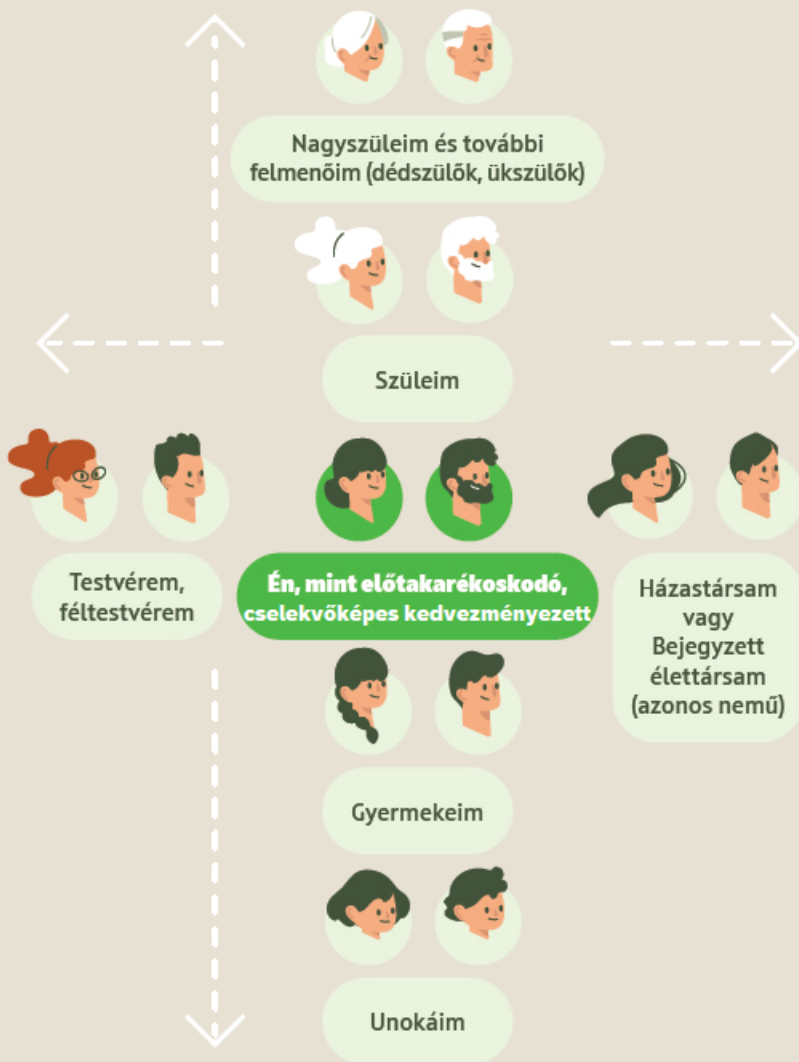 Nagyszüleim és további
felmenőim (dédszülők, ükszülők)
Szüleim
Testvérem,
féltestvérem
Én, mint előtakarékoskodó,
cselekvőképes kedvezményezett
Házastársam
vagy
Bejegyzett
élettársam
(azonos nemű)
Gyermekeim
Unokáim